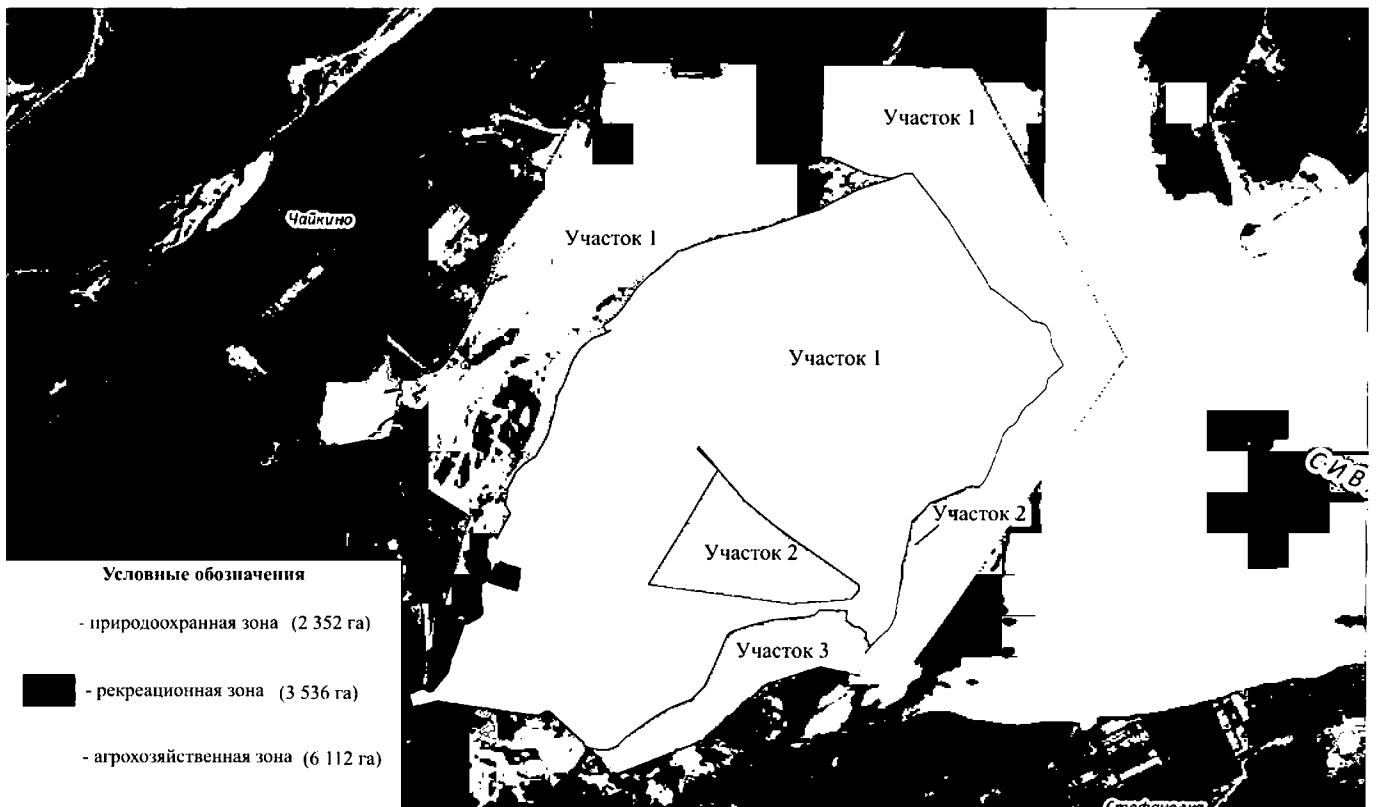 Участок 1
Чайкино
Участок 1
Участок 1
СИВ
Участок 2
Участок 2
Участок 3
Условные обозначения
- природоохранная зона (2 352 га)
- рекреационная зона (3 536 га)
- агрохозяйственная зона (6 112 га)